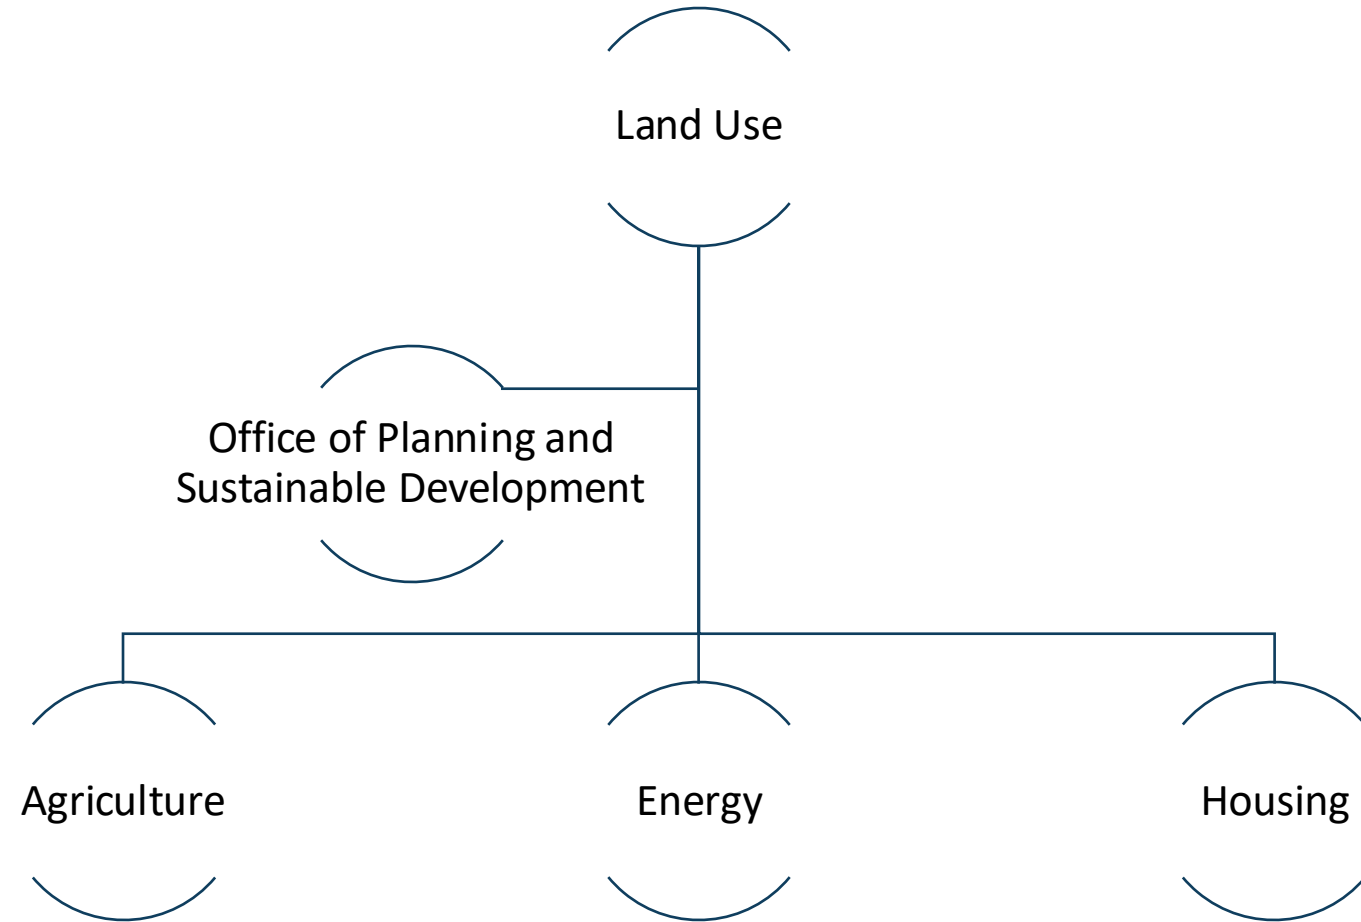 Land Use
Office of Planning and
Sustainable Development
Agriculture
Energy
Housing